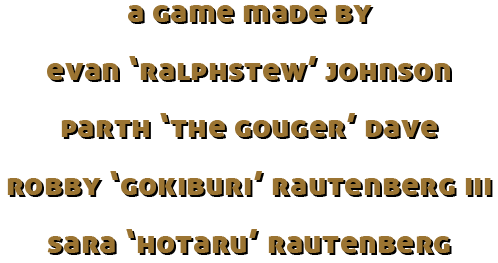 a game made by
evan 'ralphstew' johnson
parth 'the gouger' dave
robby 'gokiburi' rautenberg iii
sara 'hotaru' rautenberg